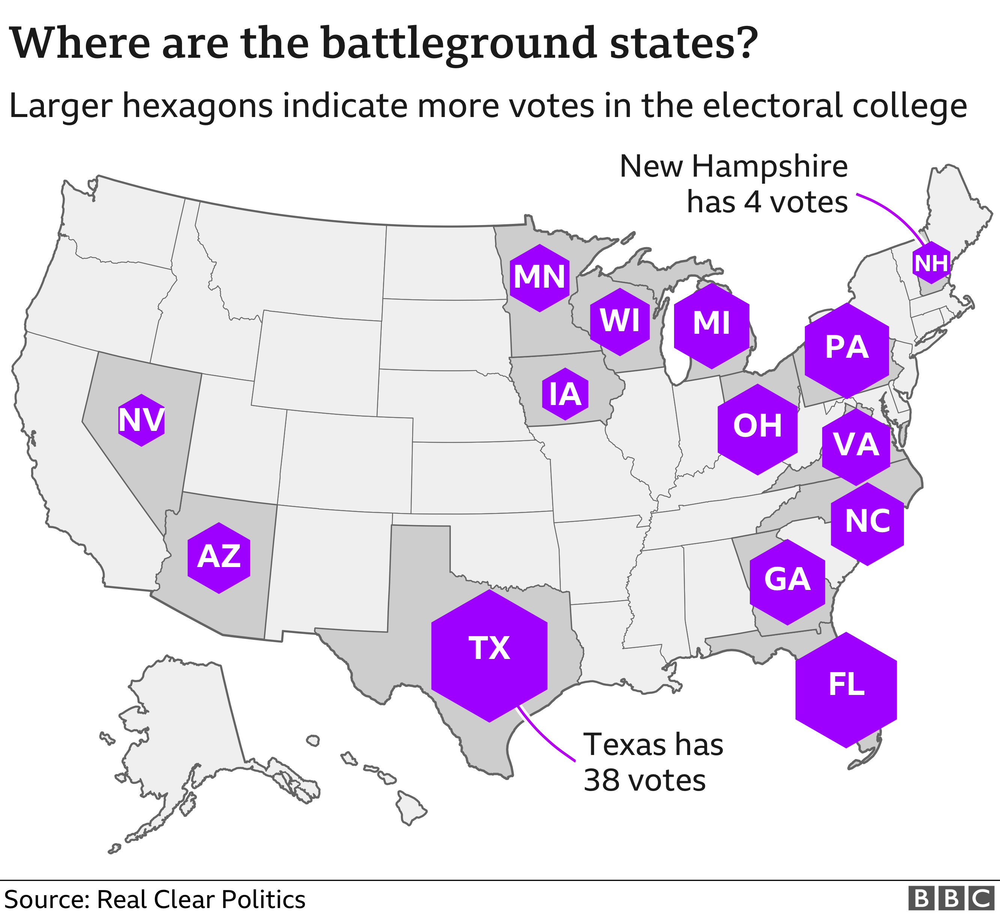 Where are the battleground states?
Larger hexagons indicate more votes in the electoral college
New Hampshire
has 4 votes
NH
MN
WI
MI
PA
IA
OH
NV
VA
NC
AZ
GA
TX
FL
Texas has
38 votes
Source: Real Clear Politics
BBC